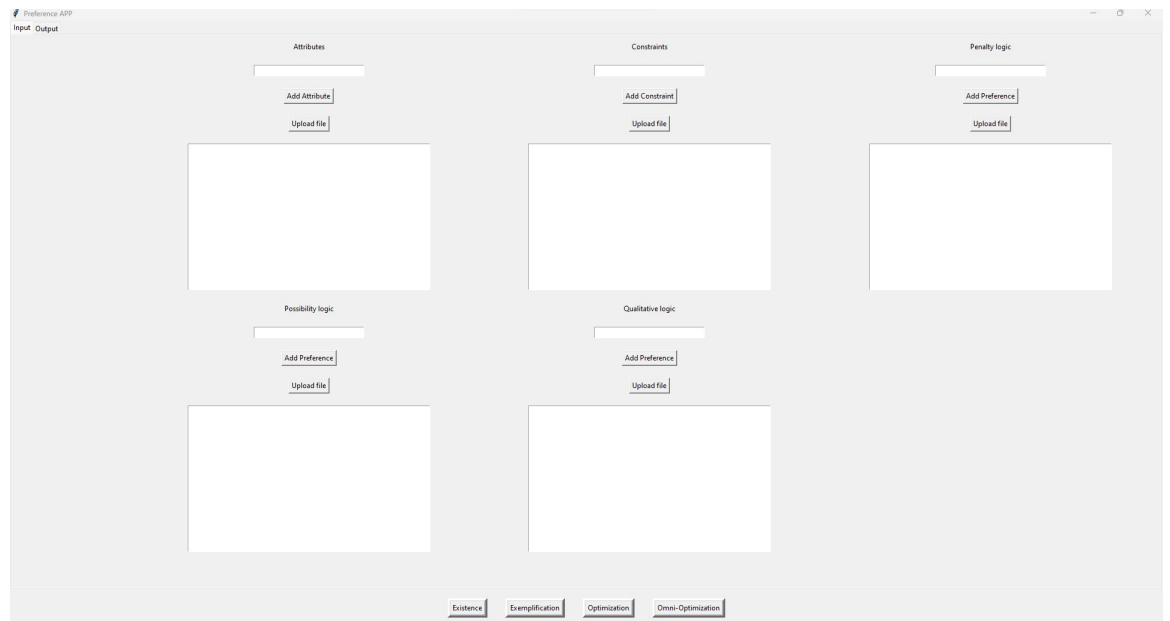 Preference APP
Input Output
Attributes
Constraints
Penalty logic
Add Attribute
Add Constraint
Add Preference
Upload file
Upload file
Upload file
Possibility logic
Qualitative logic
Add Preference
Add Preference
Upload file
Upload file
Existence
Exemplification
Optimization
Omni-Optimization